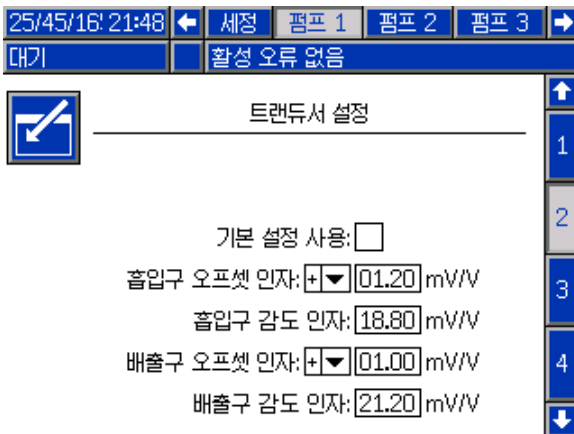 25/45/16 21:48 세정 펌프 1 펌프 2 펌프 3
대기 활성 오류 없음
트랜듀서 설정
1
2
기본 설정 사용:
흡입구 오프셋 인자: + 01.20 mV/V
3
흡입구 감도 인자: 18.80 mV/V
배출구 오프셋 인자: + 01.00 mV/V
4
배출구 감도 인자: 21.20 mV/V